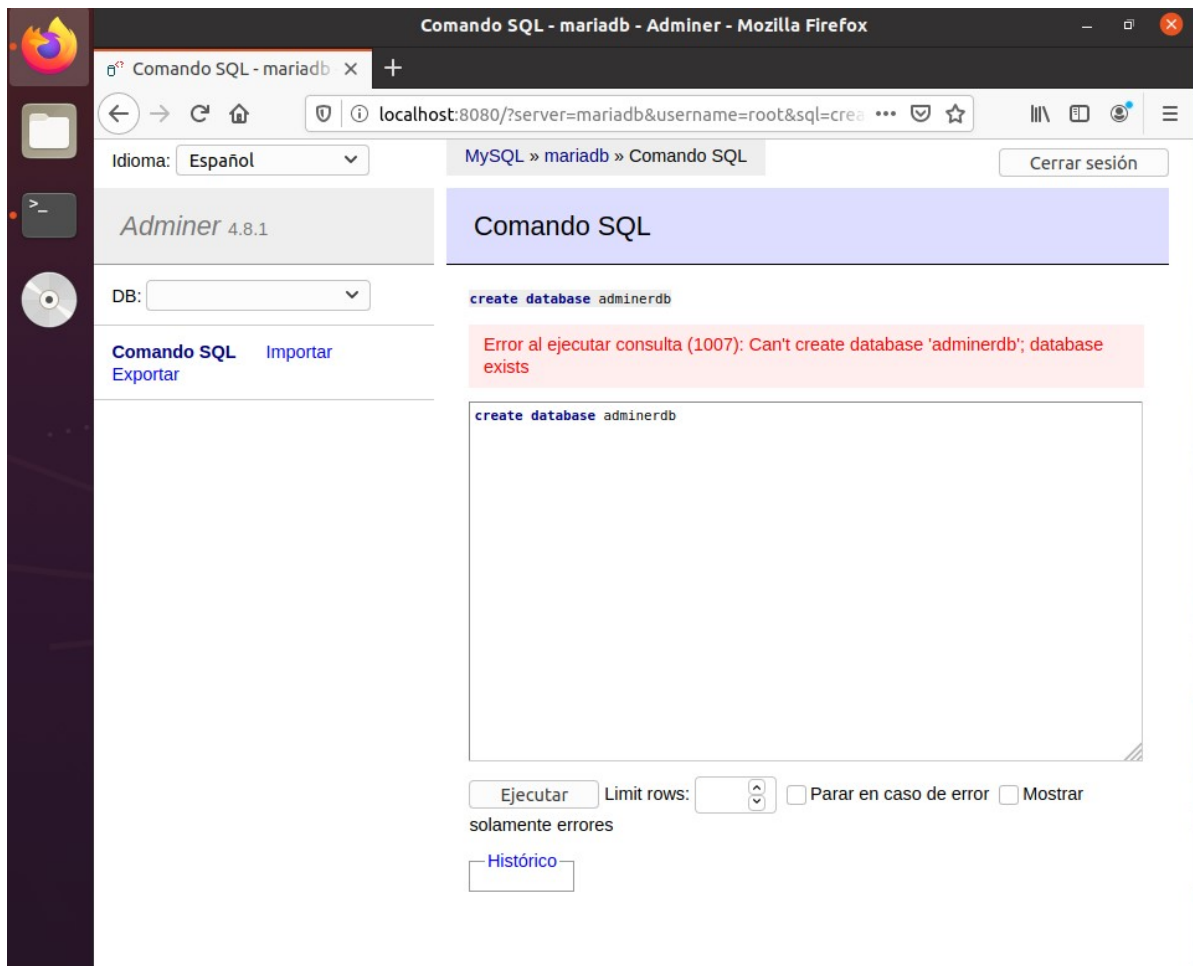 Comando SQL - mariadb - Adminer - Mozilla Firefox
Comando SQL - mariadb
localhost:8080/?server=mariadb&username=root&sql=crea
Idioma: Español
MySQL » mariadb » Comando SQL
Cerrar sesión
Adminer 4.8.1
Comando SQL
DB:
Comando SQL Importar
Exportar
create database adminerdb
Error al ejecutar consulta (1007): Can't create database 'adminerdb'; database
exists
create database adminerdb
Ejecutar Limit rows: Parar en caso de error Mostrar
solamente errores
Histórico